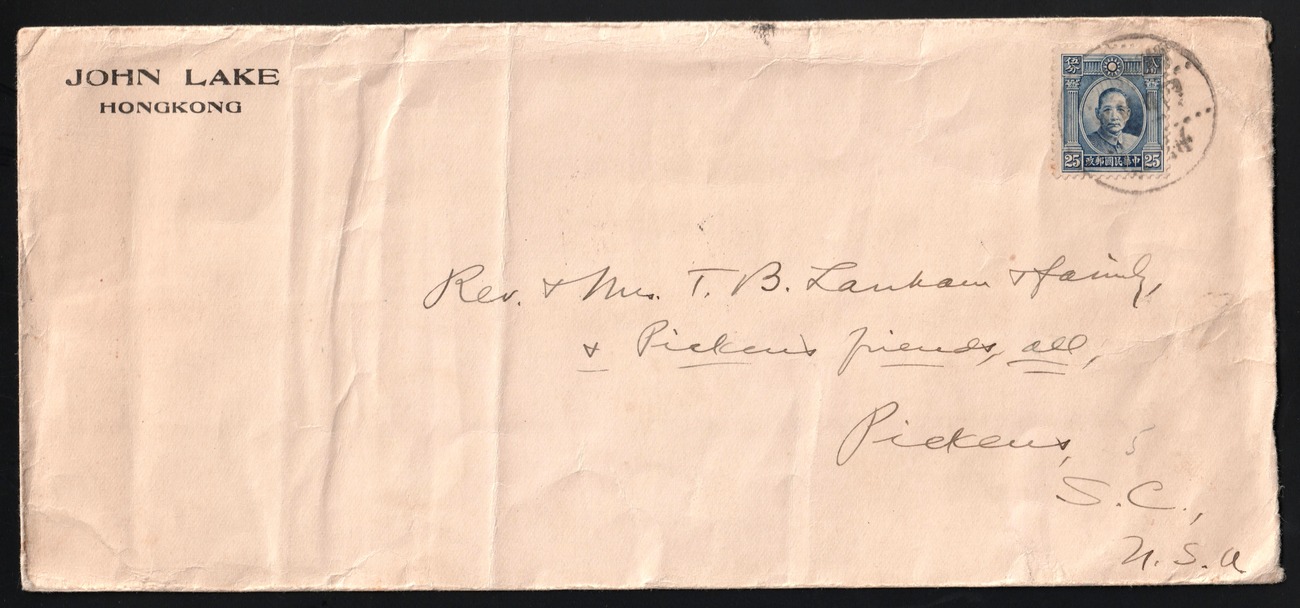 JOHN LAKE
HONGKONG
25 政郵國民華中 25
Rev. & Mrs. T. B. Lanham & family,
& Pickens friends, all,
Pickens,
S.C.,
U.S.A.